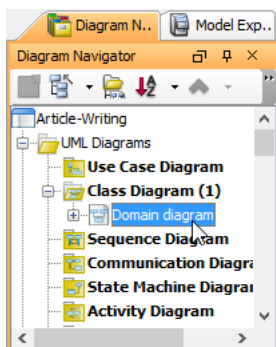 Diagram N.. Model Exp..
Diagram Navigator
Article-Writing
UML Diagrams
Use Case Diagram
Class Diagram (1)
Domain diagram
Sequence Diagram
Communication Diagra
State Machine Diagrar
Activity Diagram